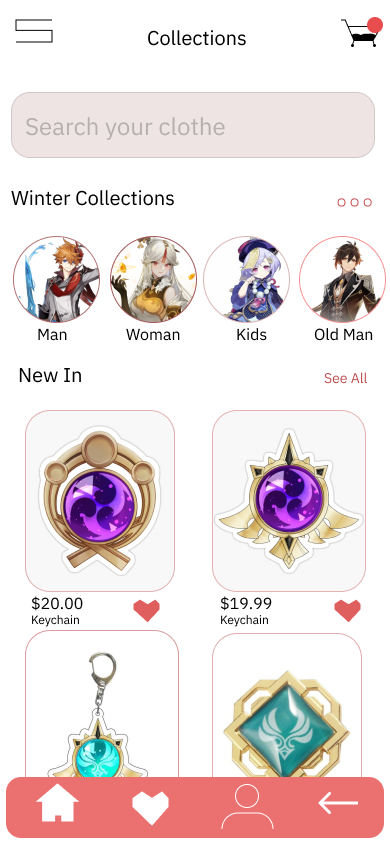 Collections
Search your clothe
Winter Collections
Man
Woman
Kids
Old Man
New In
See All
$20.00
Keychain
$19.99
Keychain